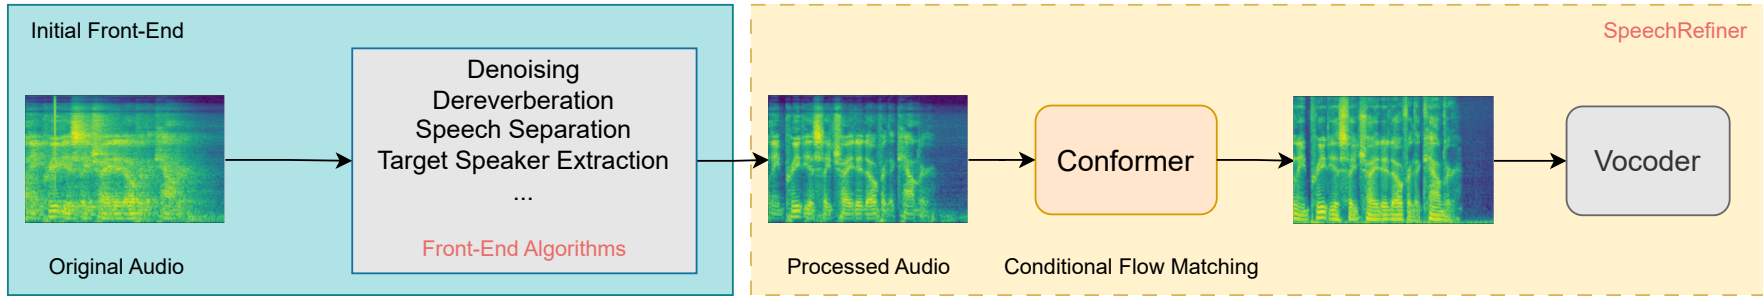 Initial Front-End
Original Audio
Denoising
Dereverberation
Speech Separation
Target Speaker Extraction
...
Front-End Algorithms
SpeechRefiner
Processed Audio
Conformer
Conditional Flow Matching
Vocoder